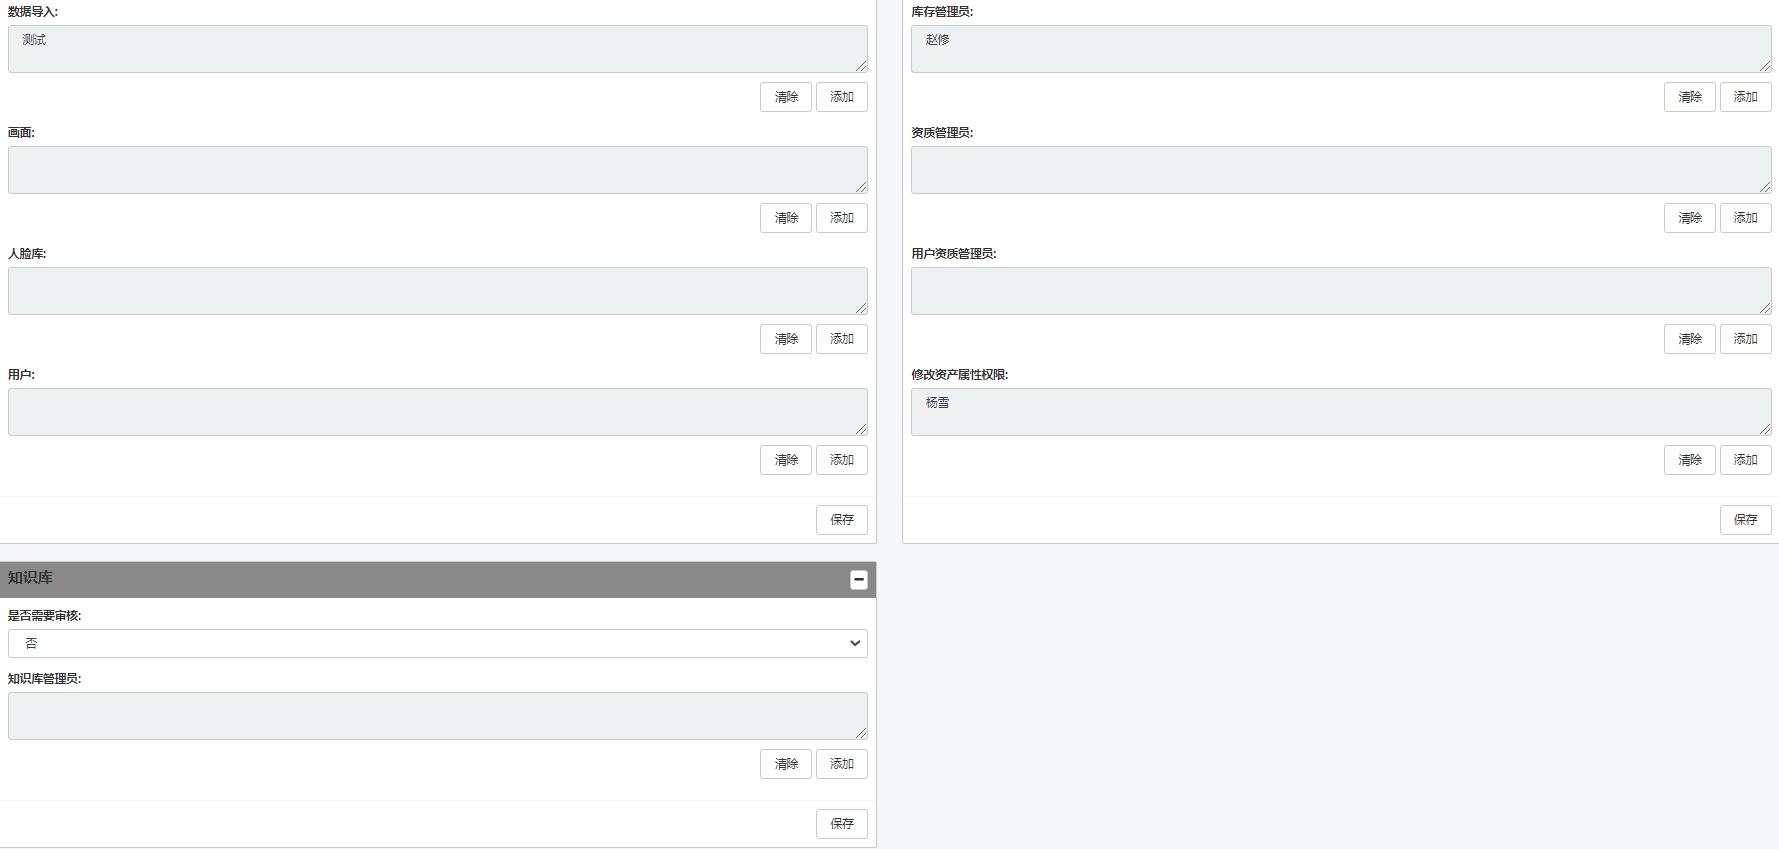 数据导入:
测试
清除 添加
画面:
清除 添加
人脸库:
清除 添加
用户:
清除 添加
保存
库存管理员:
赵修
清除 添加
资质管理员:
清除 添加
用户资质管理员:
清除 添加
修改资产属性权限:
杨雪
清除 添加
保存
知识库
是否需要审核:
否
知识库管理员:
清除 添加
保存